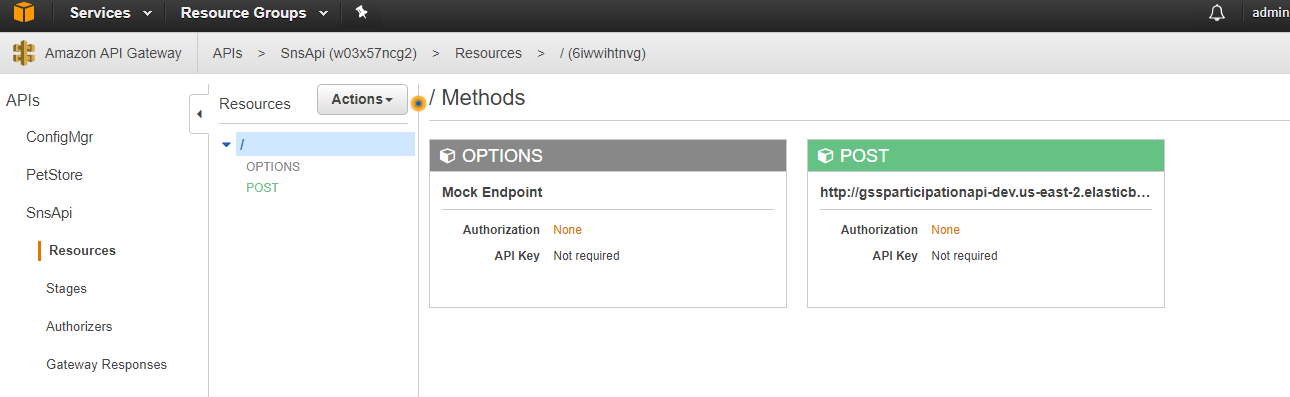 Services Resource Groups admin
Amazon API Gateway APIs > SnsApi (w03x57ncg2) > Resources > / (6iwwihtnvg)
APIs
ConfigMgr
PetStore
SnsApi
Resources
Stages
Authorizers
Gateway Responses
Resources Actions
/
OPTIONS
POST
/ Methods
OPTIONS
Mock Endpoint
Authorization None
API Key Not required
POST
http://gssparticipationapi-dev.us-east-2.elasticb...
Authorization None
API Key Not required